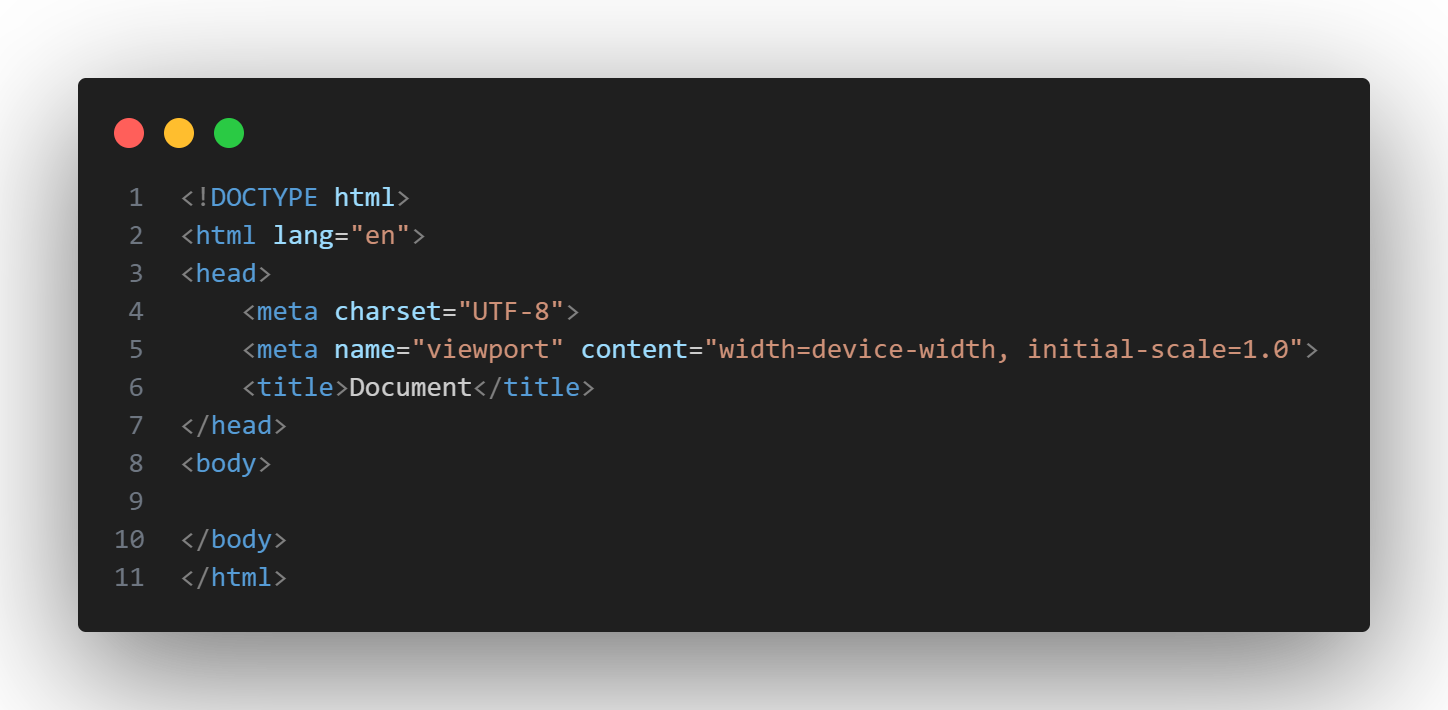 1 <!DOCTYPE html>
2 <html lang="en">
3 <head>
4     <meta charset="UTF-8">
5     <meta name="viewport" content="width=device-width, initial-scale=1.0">
6     <title>Document</title>
7 </head>
8 <body>
9
10 </body>
11 </html>